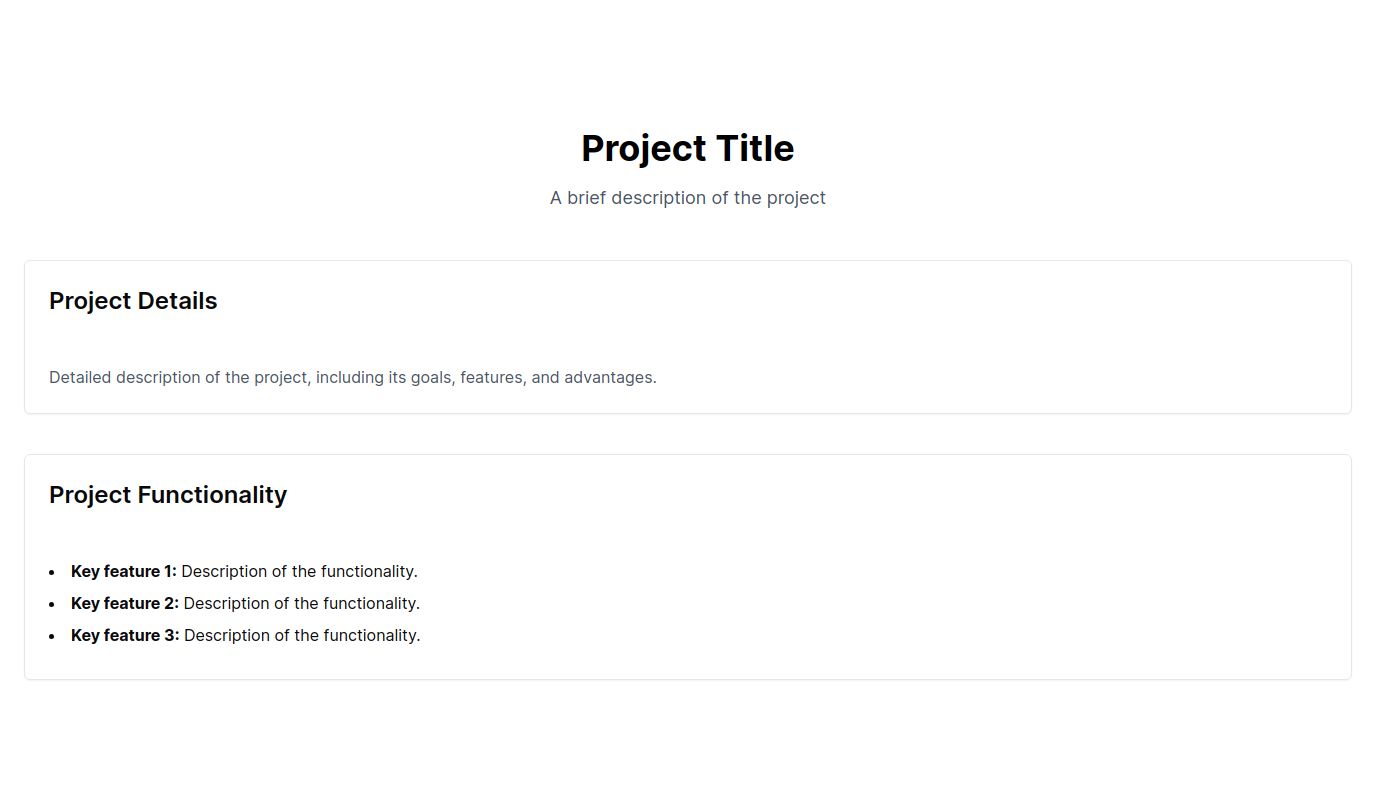 Project Title
A brief description of the project
Project Details
Detailed description of the project, including its goals, features, and advantages.
Project Functionality
• Key feature 1: Description of the functionality.
• Key feature 2: Description of the functionality.
• Key feature 3: Description of the functionality.